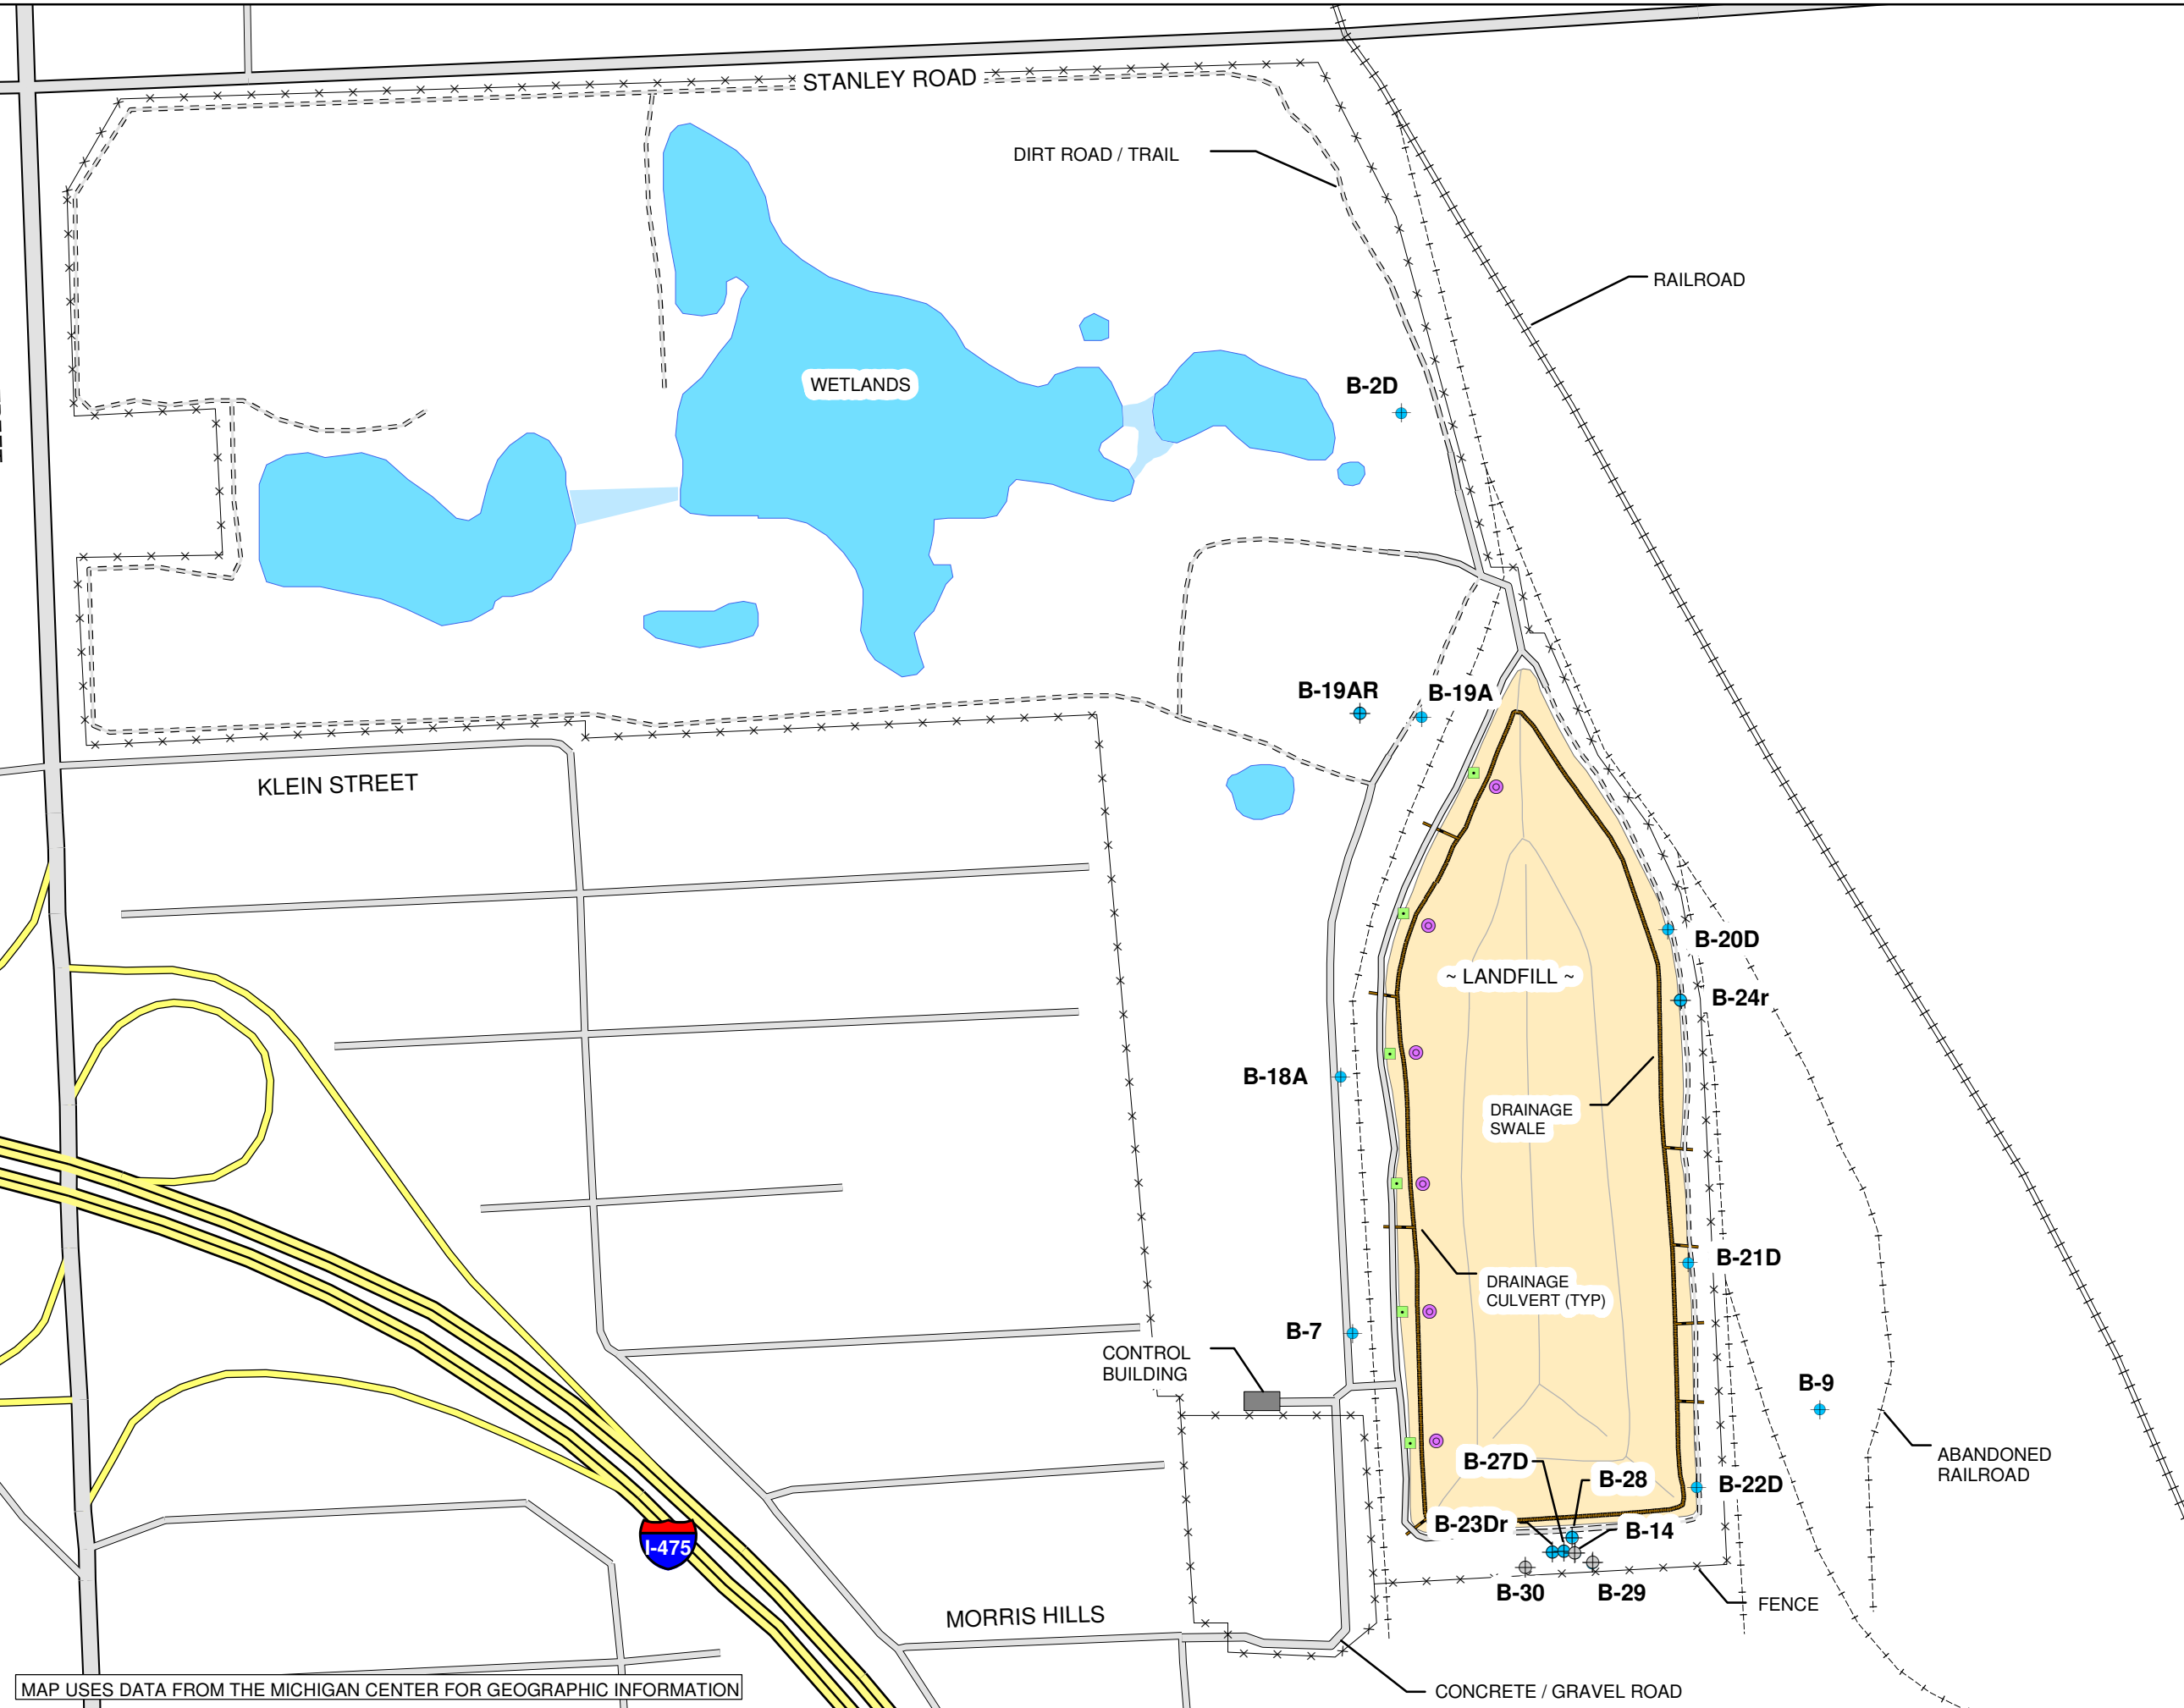 STANLEY ROAD
DIRT ROAD / TRAIL
RAILROAD
WETLANDS
B-2D
B-19AR
B-19A
KLEIN STREET
B-20D
~ LANDFILL ~
B-24r
B-18A
DRAINAGE
SWALE
B-21D
DRAINAGE
CULVERT (TYP)
B-7
CONTROL
BUILDING
B-9
ABANDONED
RAILROAD
B-27D
B-28
B-22D
B-23Dr
B-14
I-475
B-30
B-29
FENCE
MORRIS HILLS
CONCRETE / GRAVEL ROAD
MAP USES DATA FROM THE MICHIGAN CENTER FOR GEOGRAPHIC INFORMATION